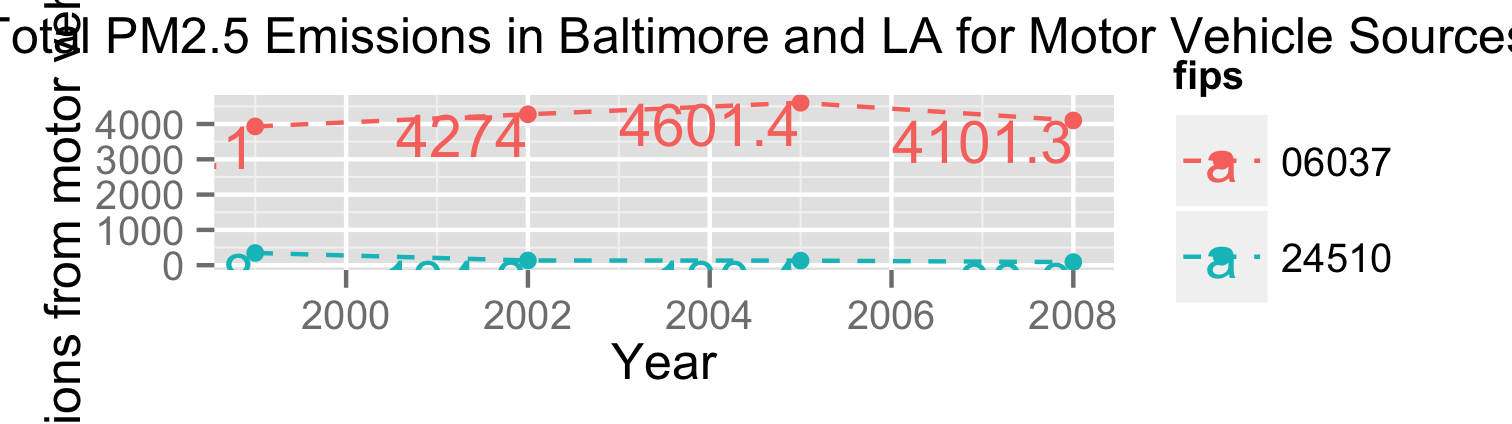 Total PM2.5 Emissions in Baltimore and LA for Motor Vehicle Sources
ions from motor veh
4000
3000
2000
1000
0
4274
4601.4
4101.3
2000
2002
2004
2006
2008
Year
fips
a 06037
a 24510